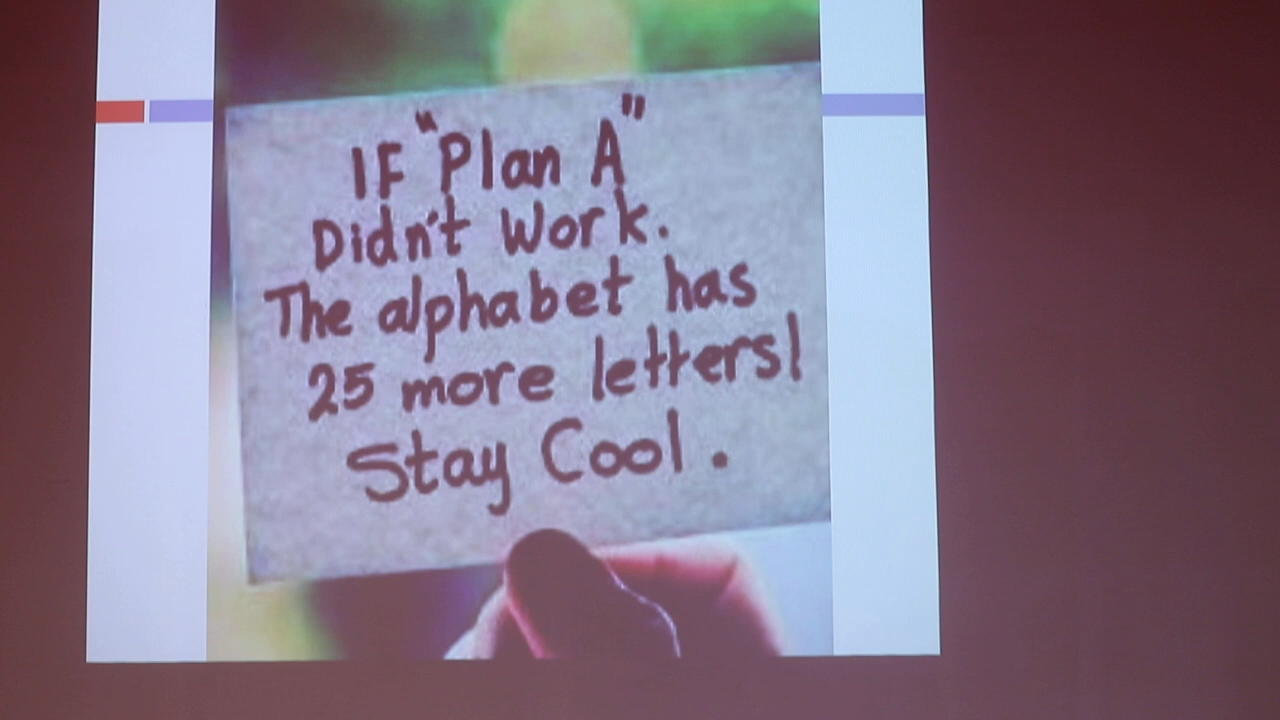 IF "Plan A"
Didn't Work.
The alphabet has
25 more letters!
Stay Cool.